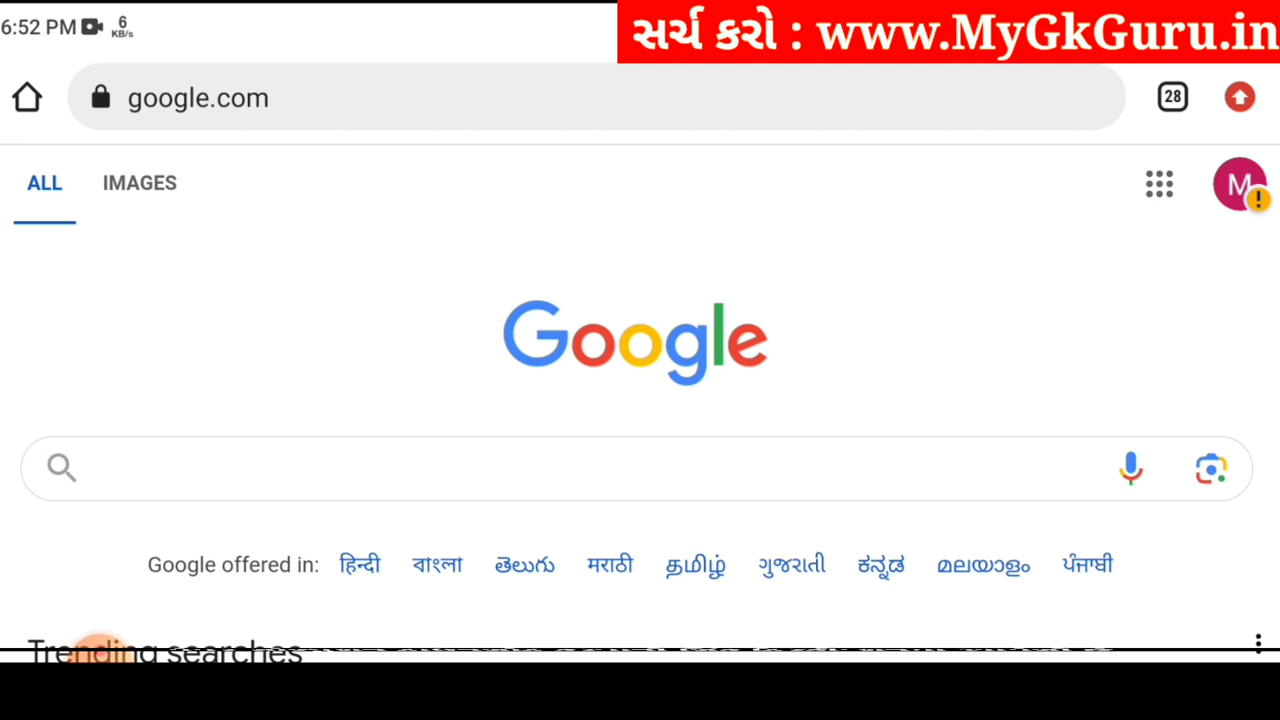 6:52 PM 6 KB/s
સર્ચ કરો : www.MyGkGuru.in
google.com
28
ALL IMAGES
M !
Google
Google offered in: हिन्दी বাংলা తెలుగు मराठी தமிழ் ગુજરાતી ಕನ್ನಡ മലയാളം ਪੰਜਾਬੀ
Trending searches